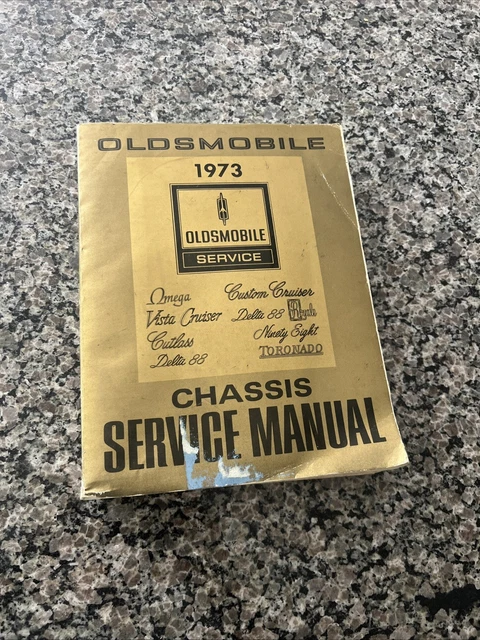 OLDSMOBILE
1973
OLDSMOBILE
SERVICE
Omega
Vista Cruiser
Cutlass
Delta 88
Custom Cruiser
Delta 88 Royale
Ninety Eight
TORONADO
CHASSIS
SERVICE MANUAL